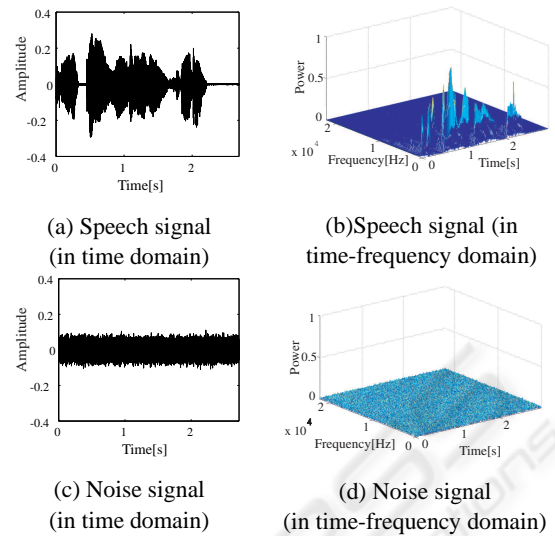 0.4
0.2
0
-0.2
-0.4
Amplitude
0 1 2
Time[s]
1
0.5
0
Power
2
1
0
x 10 4
Frequency[Hz]
0
1
2
Time[s]
(a) Speech signal
(in time domain)
(b)Speech signal (in
time-frequency domain)
0.4
0.2
0
-0.2
-0.4
Amplitude
0 1 2
Time[s]
1
0.5
0
Power
2
1
0
x 10 4
Frequency[Hz]
0
1
2
Time[s]
(c) Noise signal
(in time domain)
(d) Noise signal
(in time-frequency domain)